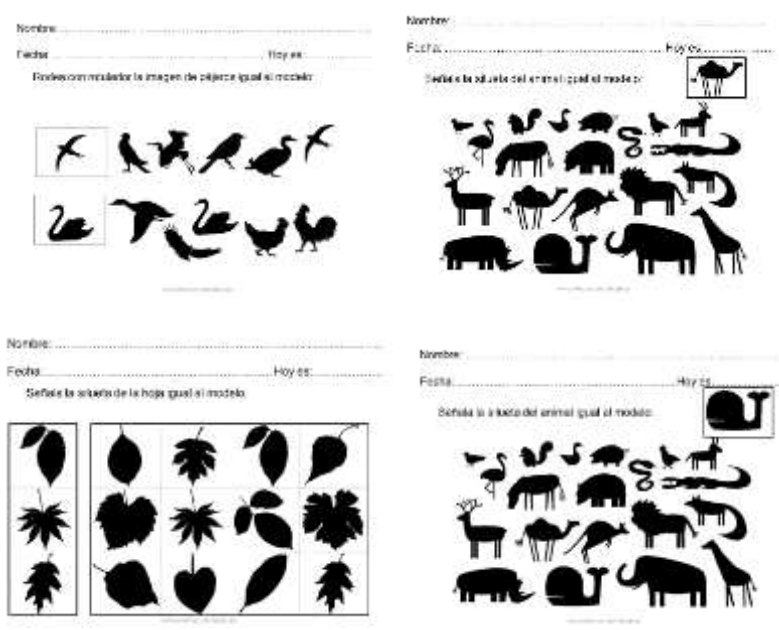 Nombre:
Fecha: Hoy es:
Rodea con rotulador la imagen de pájaros igual al modelo:
Nombre:
Fecha: Hoy es:
Señala la silueta del animal igual al modelo:
Nombre:
Fecha: Hoy es:
Señala la silueta de la hoja igual al modelo:
Nombre:
Fecha: Hoy es:
Señala la silueta del animal igual al modelo: